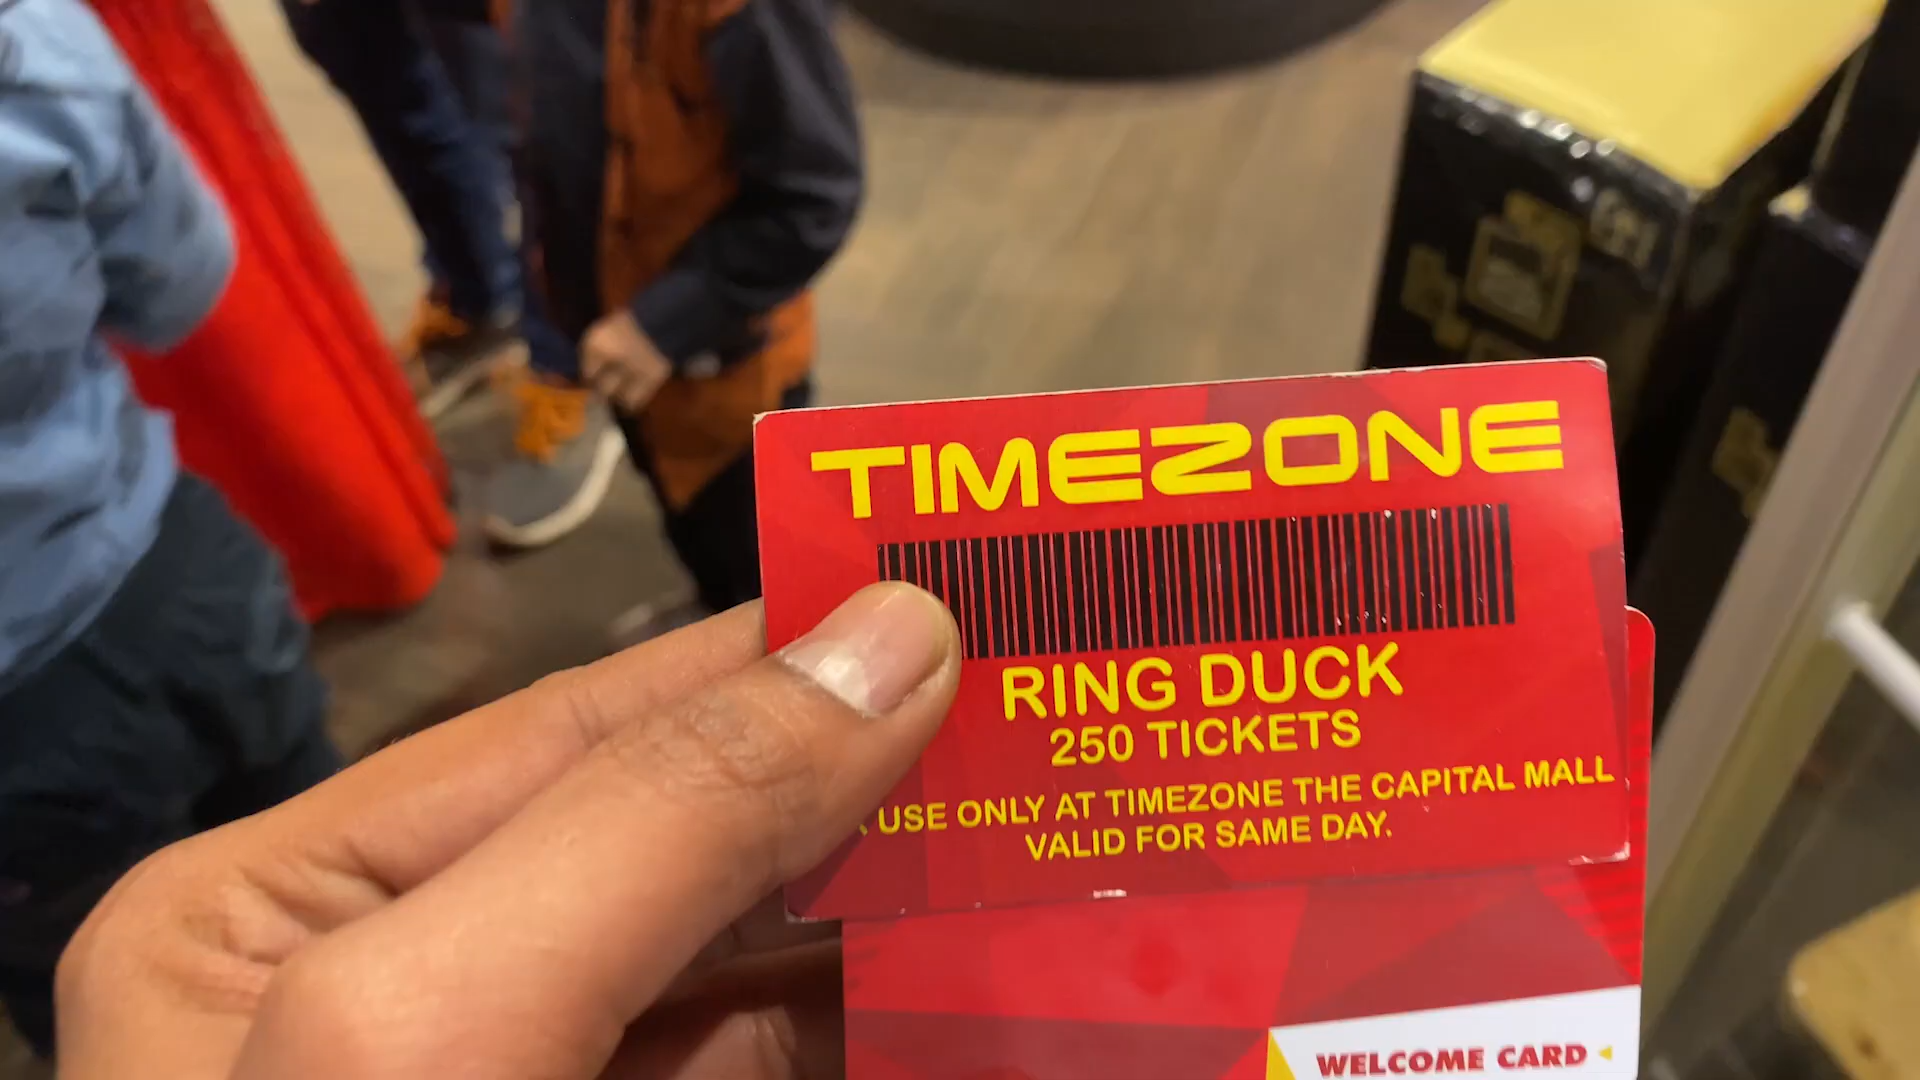 TIMEZONE
RING DUCK
250 TICKETS
USE ONLY AT TIMEZONE THE CAPITAL MALL
VALID FOR SAME DAY.
WELCOME CARD